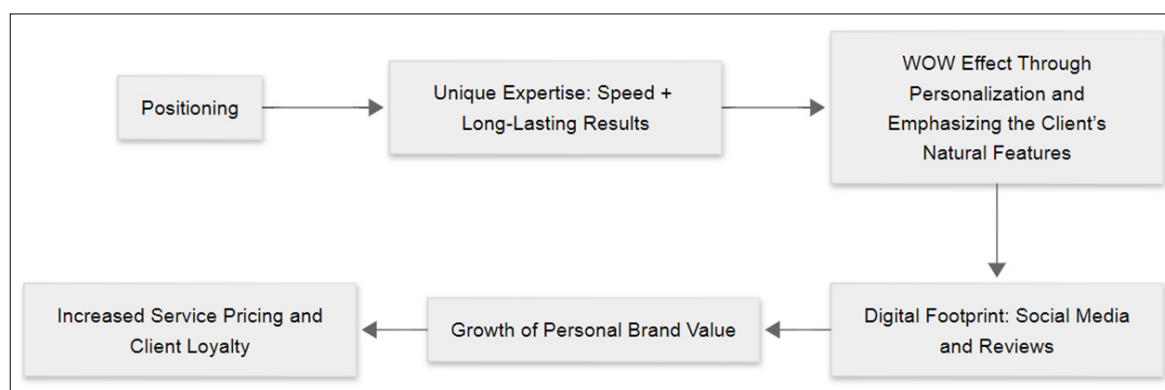 Positioning
Unique Expertise: Speed +
Long-Lasting Results
WOW Effect Through
Personalization and
Emphasizing the Client’s
Natural Features
Digital Footprint: Social Media
and Reviews
Growth of Personal Brand Value
Increased Service Pricing and
Client Loyalty